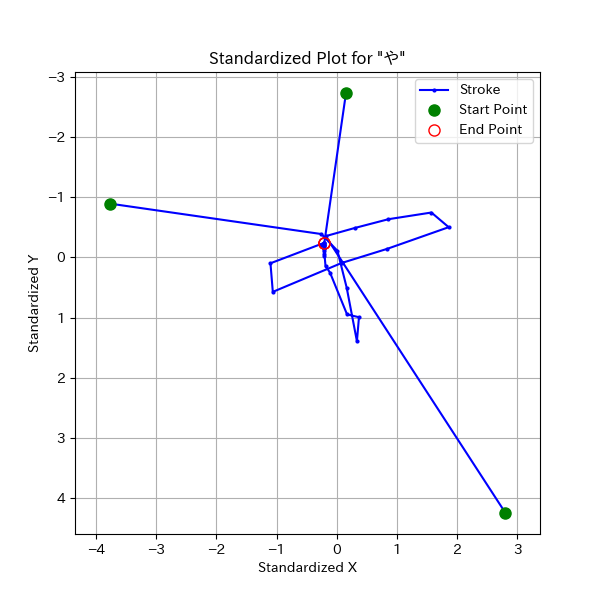 Standardized Plot for "や"
Stroke
Start Point
End Point
−3
−2
−1
0
1
2
3
4
Standardized Y
−4 −3 −2 −1 0 1 2 3
Standardized X